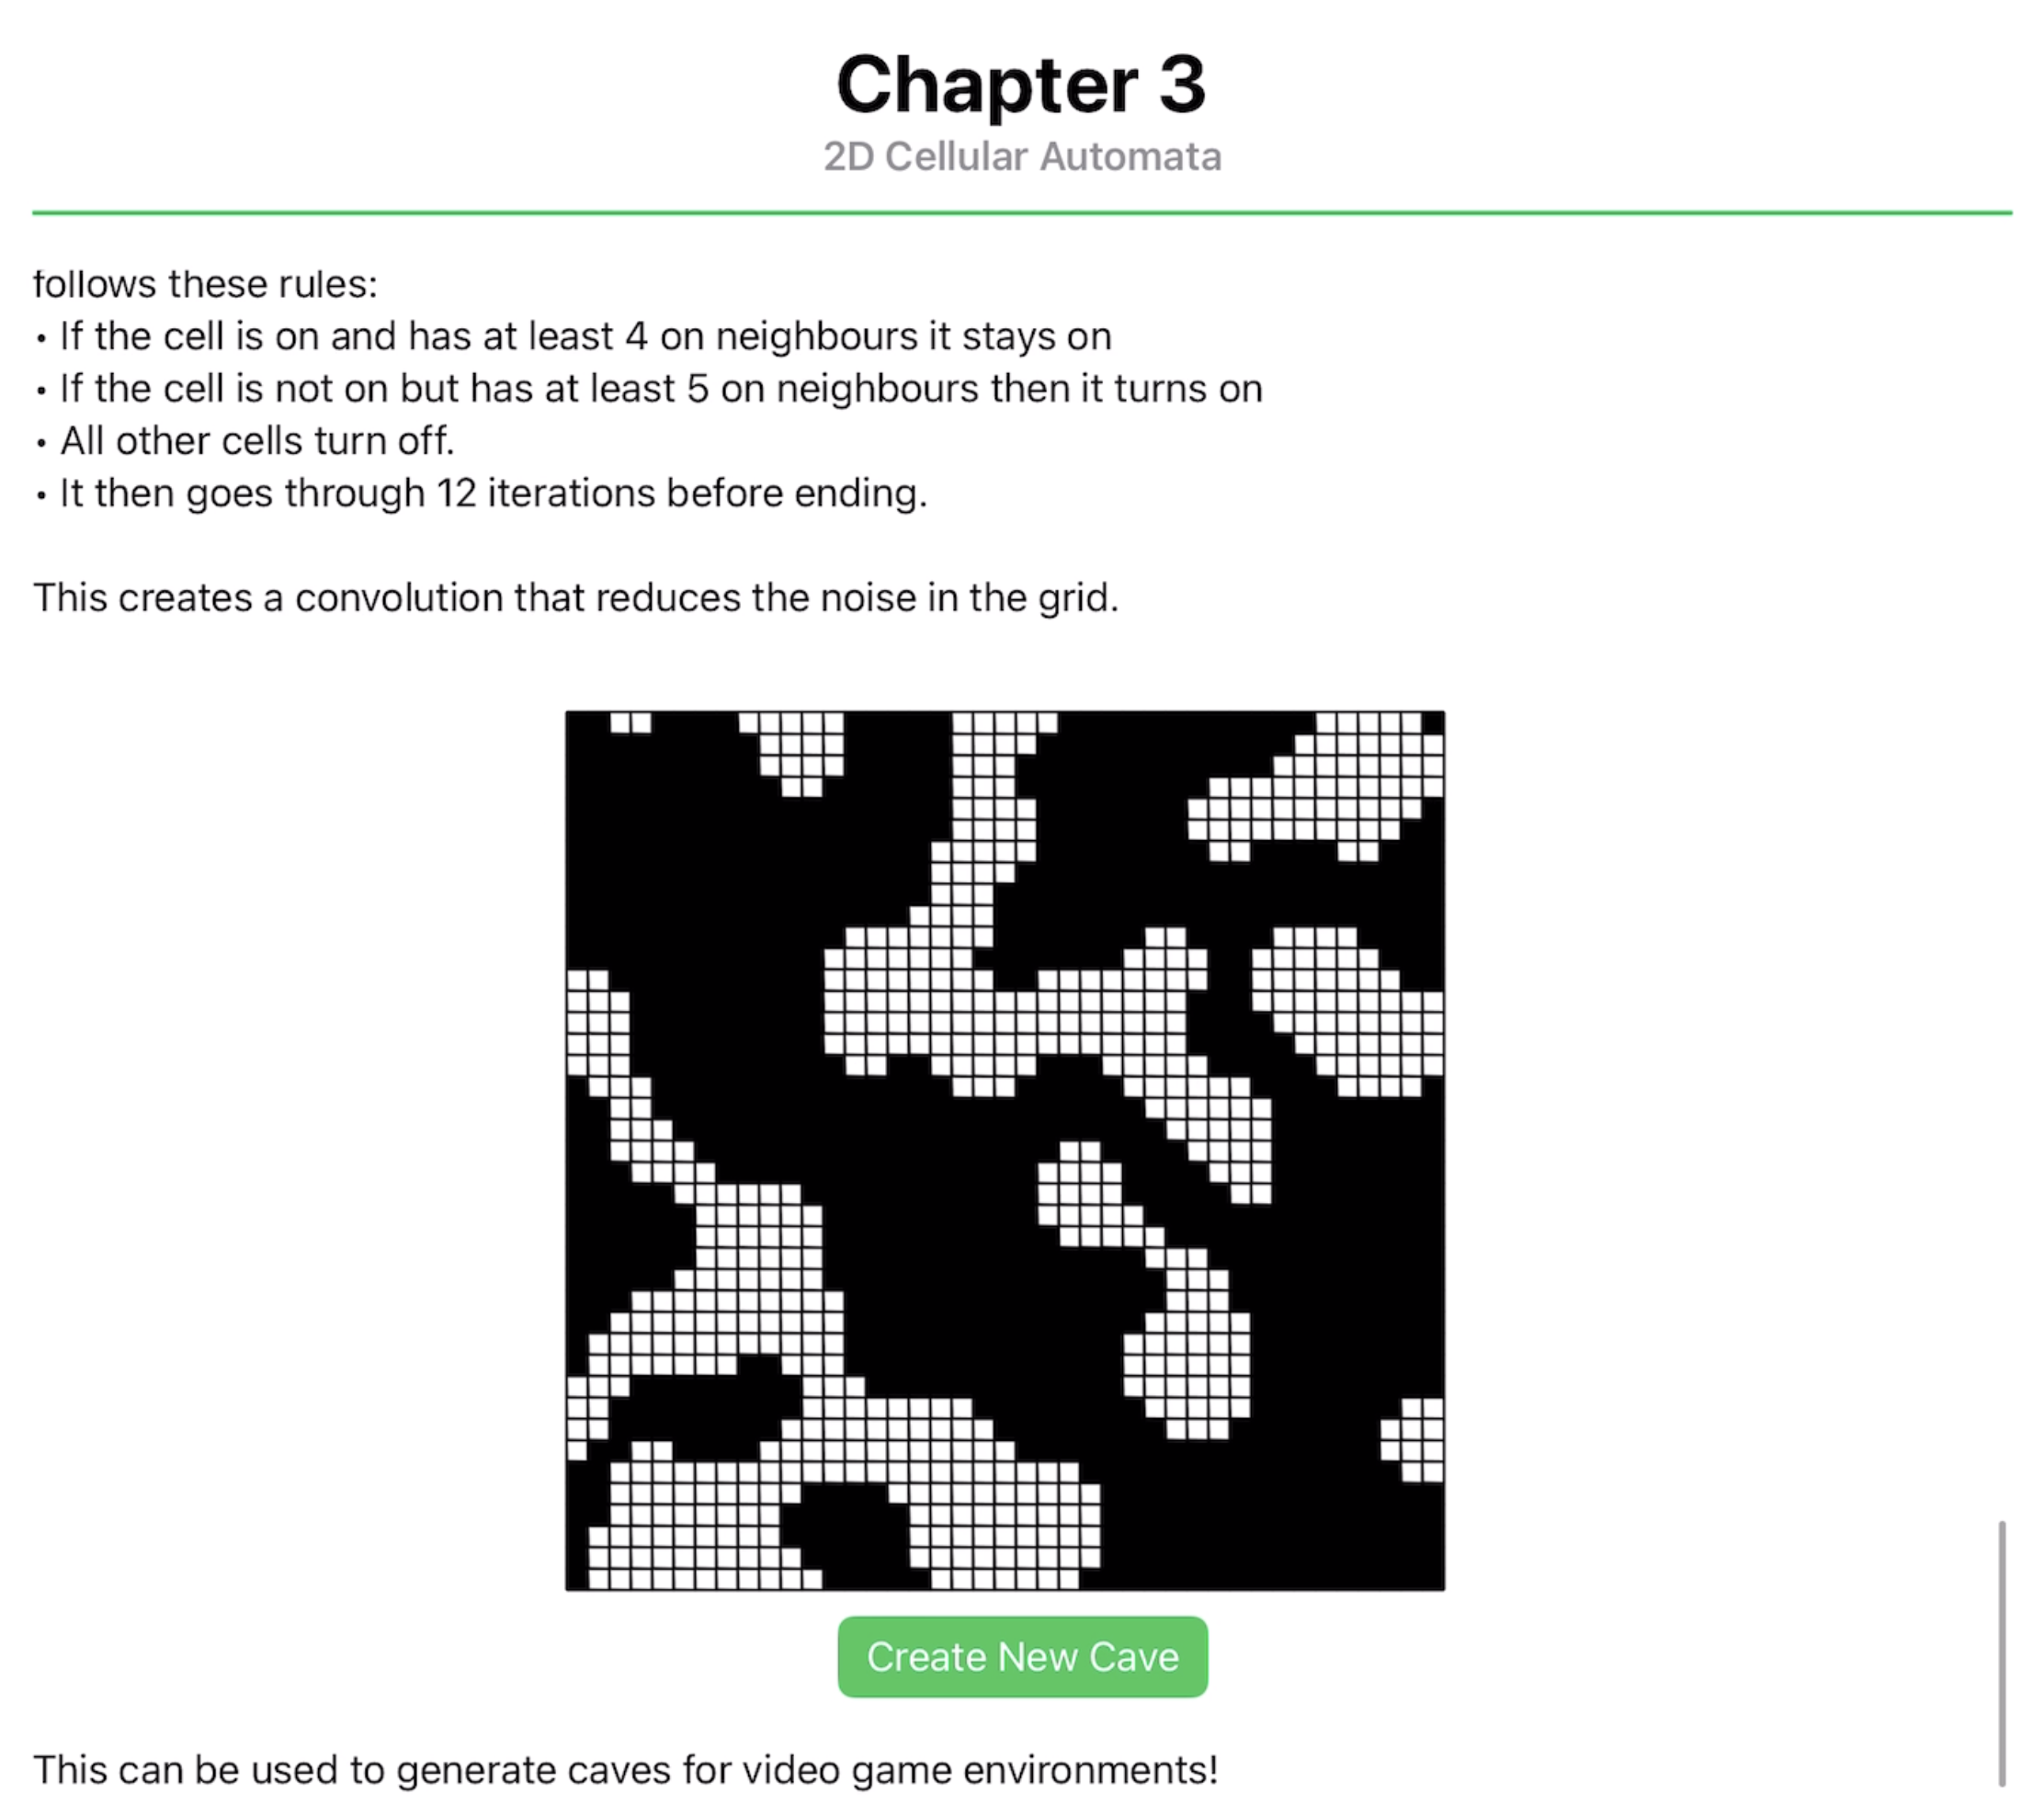 Chapter 3
2D Cellular Automata
follows these rules:
• If the cell is on and has at least 4 on neighbours it stays on
• If the cell is not on but has at least 5 on neighbours then it turns on
• All other cells turn off.
• It then goes through 12 iterations before ending.
This creates a convolution that reduces the noise in the grid.
Create New Cave
This can be used to generate caves for video game environments!